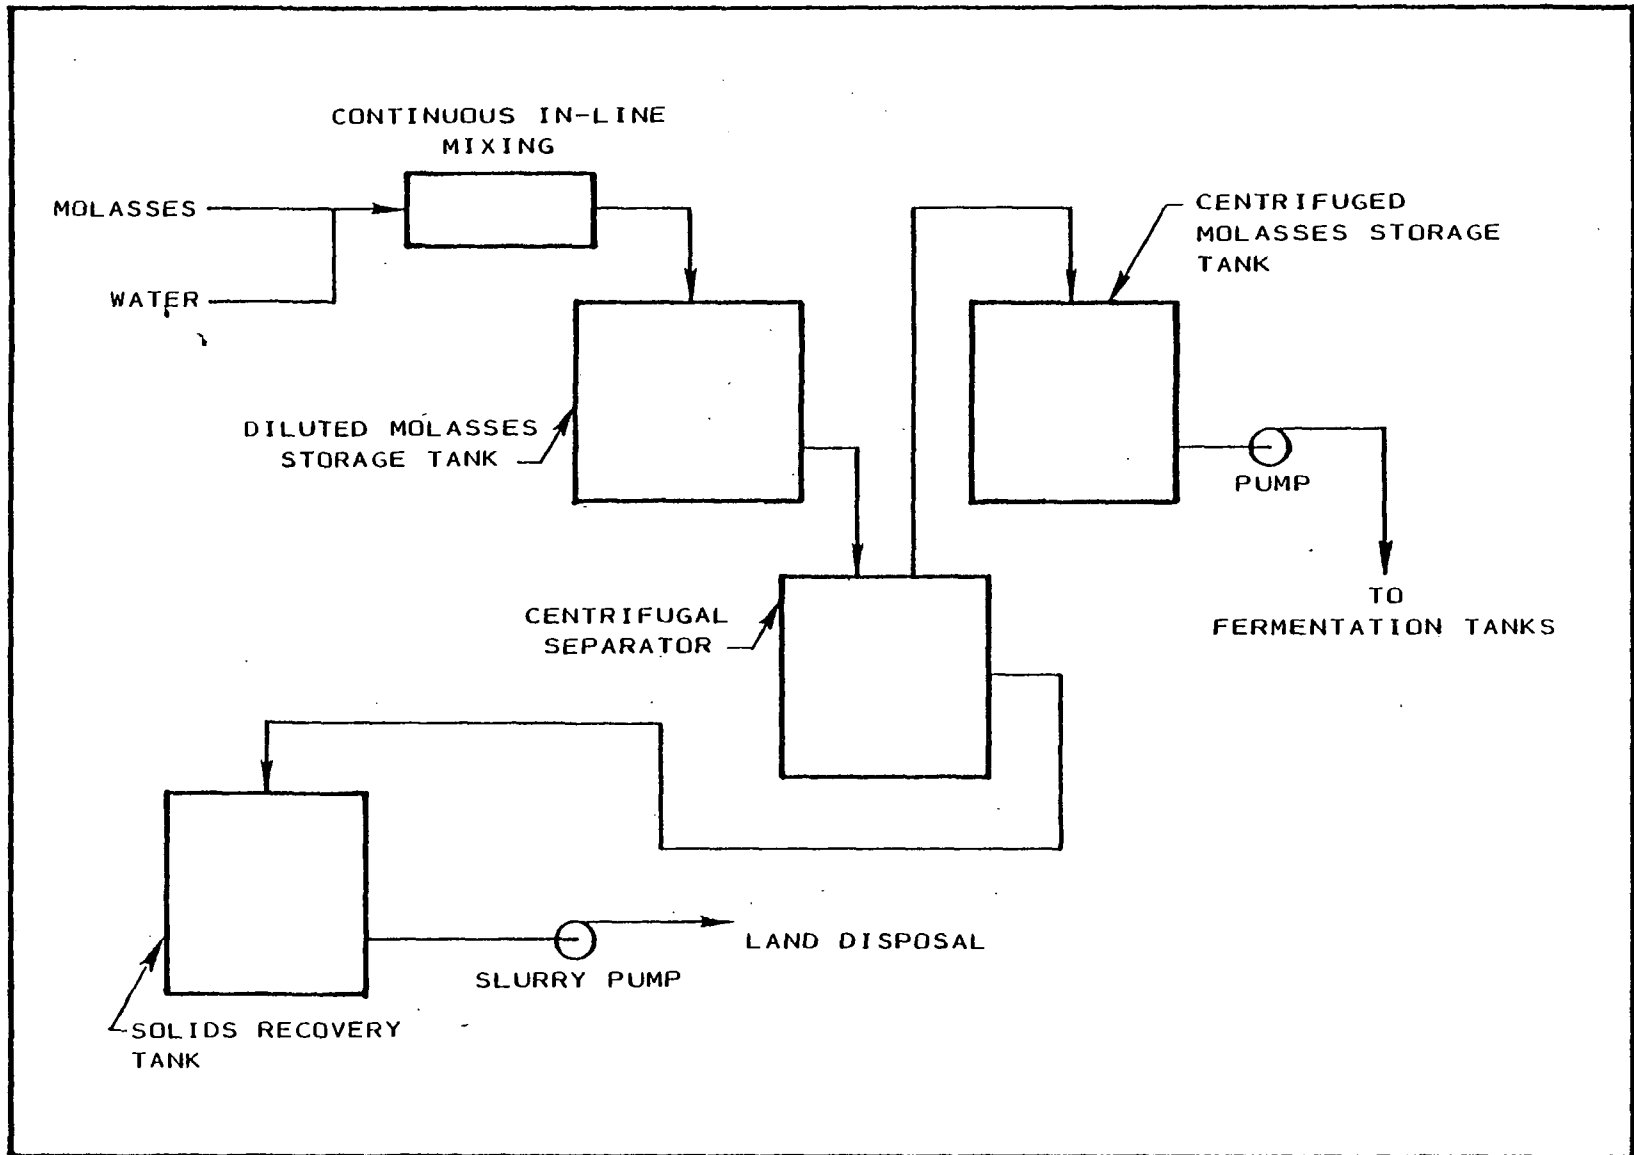 CONTINUOUS IN-LINE
MIXING
MOLASSES
WATER
CENTRIFUGED
MOLASSES STORAGE
TANK
DILUTED MOLASSES
STORAGE TANK
PUMP
TO
FERMENTATION TANKS
CENTRIFUGAL
SEPARATOR
LAND DISPOSAL
SLURRY PUMP
SOLIDS RECOVERY
TANK